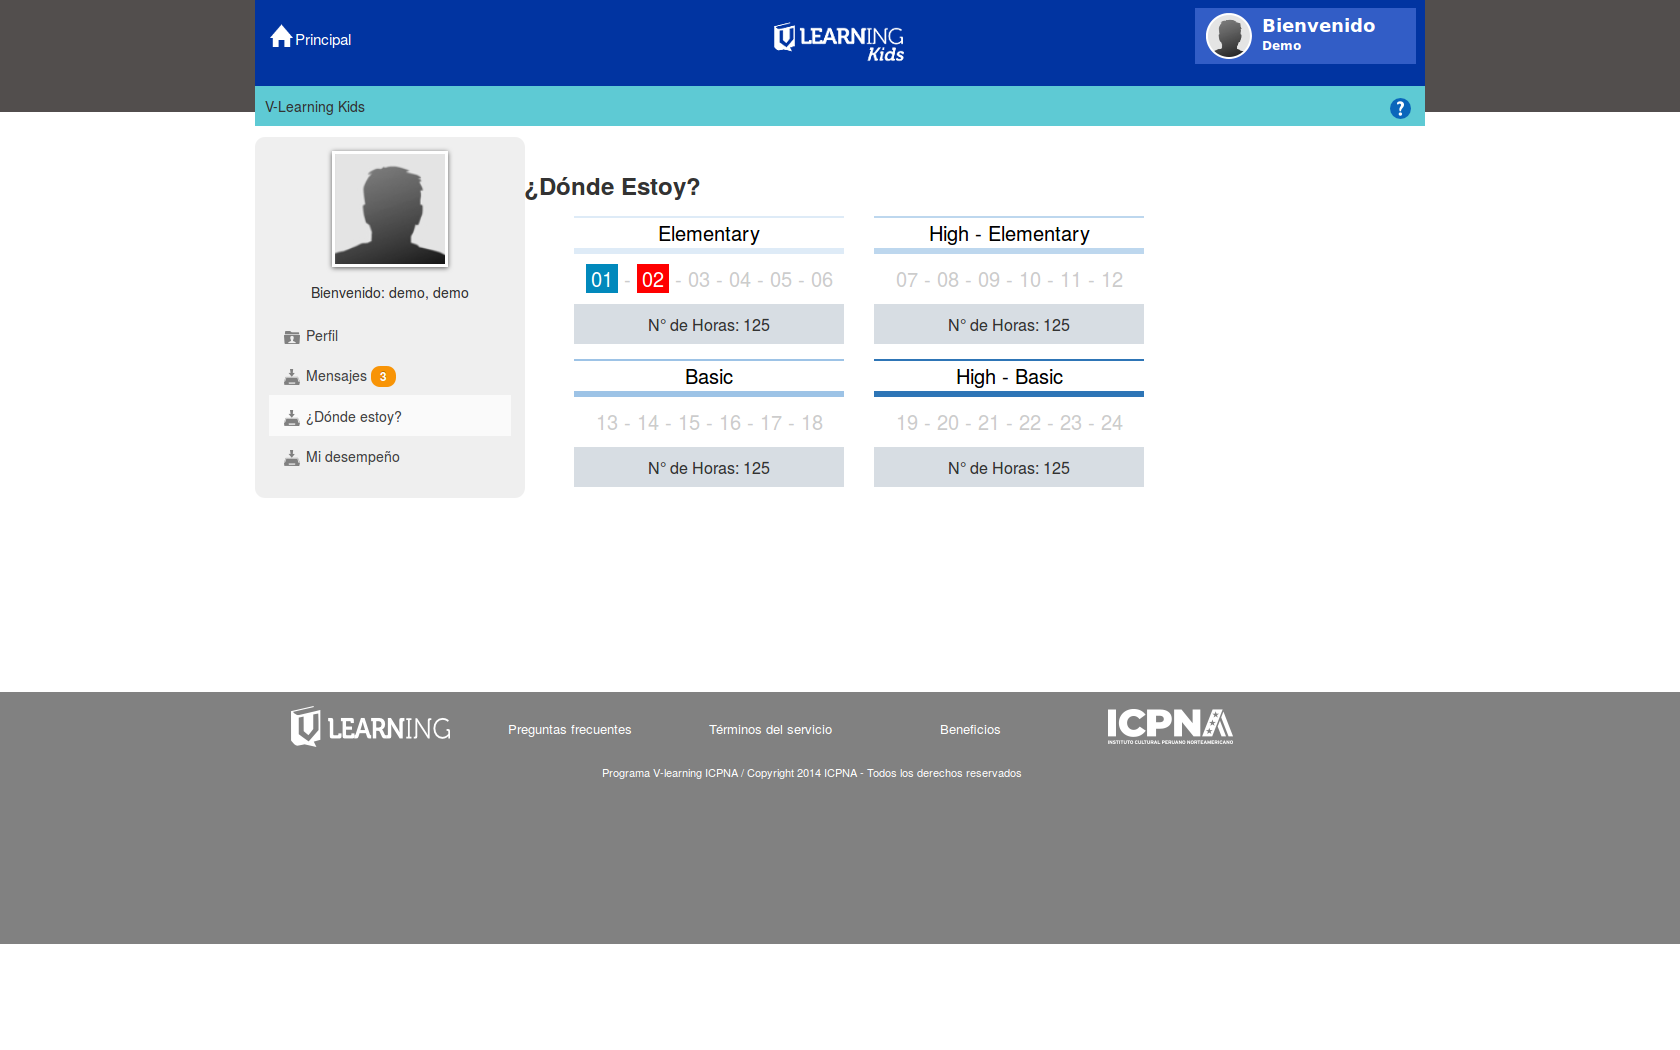 Principal
LEARNING
Kids
Bienvenido
Demo
V-Learning Kids
?
Bienvenido: demo, demo
Perfil
Mensajes 3
¿Dónde estoy?
Mi desempeño
¿Dónde Estoy?
Elementary
01 - 02 - 03 - 04 - 05 - 06
N° de Horas: 125
High - Elementary
07 - 08 - 09 - 10 - 11 - 12
N° de Horas: 125
Basic
13 - 14 - 15 - 16 - 17 - 18
N° de Horas: 125
High - Basic
19 - 20 - 21 - 22 - 23 - 24
N° de Horas: 125
LEARNING
Preguntas frecuentes
Términos del servicio
Beneficios
ICPNA
INSTITUTO CULTURAL PERUANO NORTEAMERICANO
Programa V-learning ICPNA / Copyright 2014 ICPNA - Todos los derechos reservados